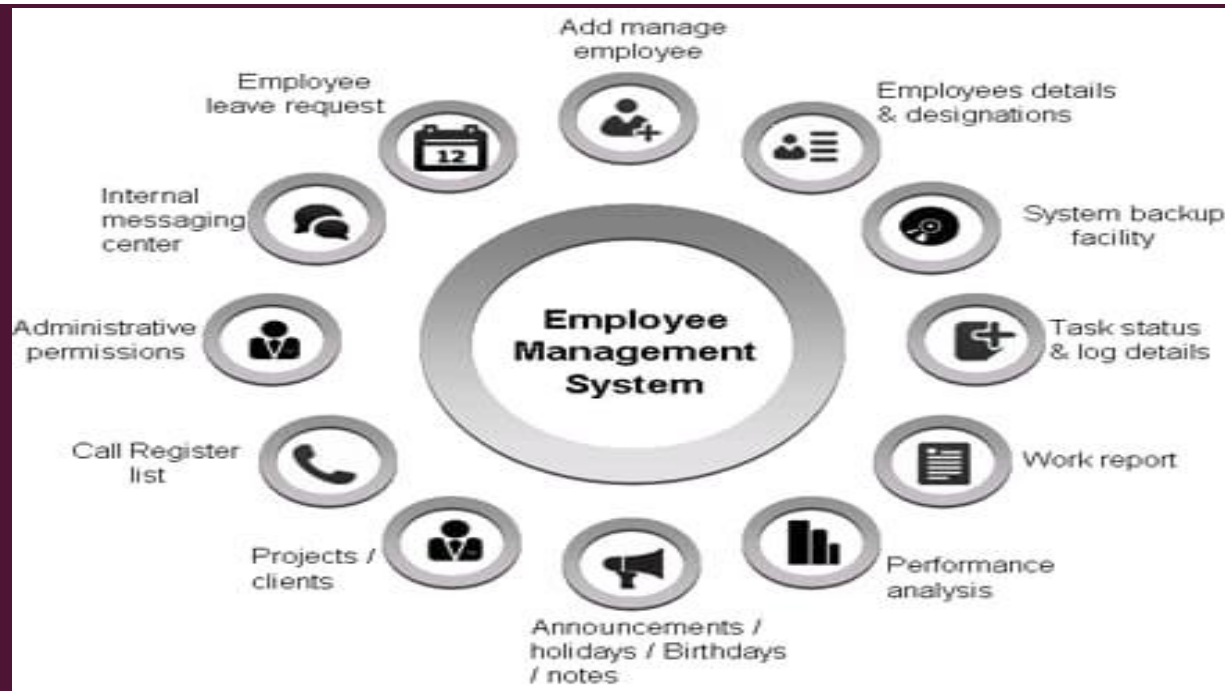 Add manage
employee
Employee
leave request
12
Employees details
& designations
Internal
messaging
center
System backup
facility
Employee
Management
System
Administrative
permissions
Task status
& log details
Call Register
list
Work report
Projects /
clients
Performance
analysis
Announcements /
holidays / Birthdays
/ notes